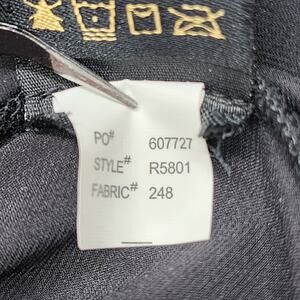 PO# 607727
STYLE# R5801
FABRIC# 248